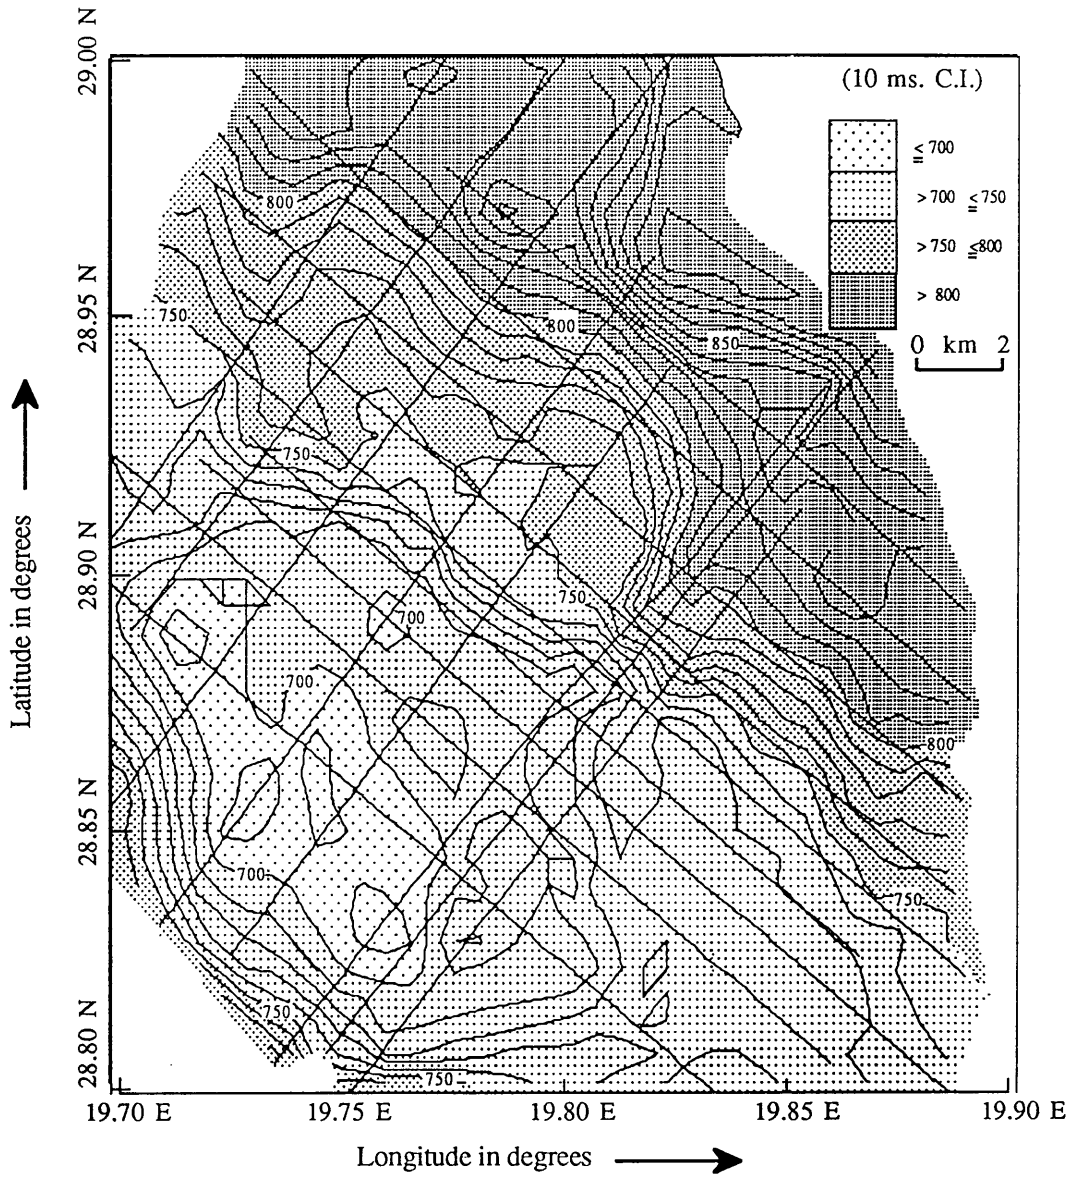 29.00 N
28.95 N
28.90 N
28.85 N
28.80 N
Latitude in degrees
(10 ms. C.I.)
≤ 700
> 700 ≤ 750
> 750 ≤ 800
> 800
0 km 2
800
750
800
850
750
750
700
700
800
700
750
750
750
19.70 E 19.75 E 19.80 E 19.85 E 19.90 E
Longitude in degrees